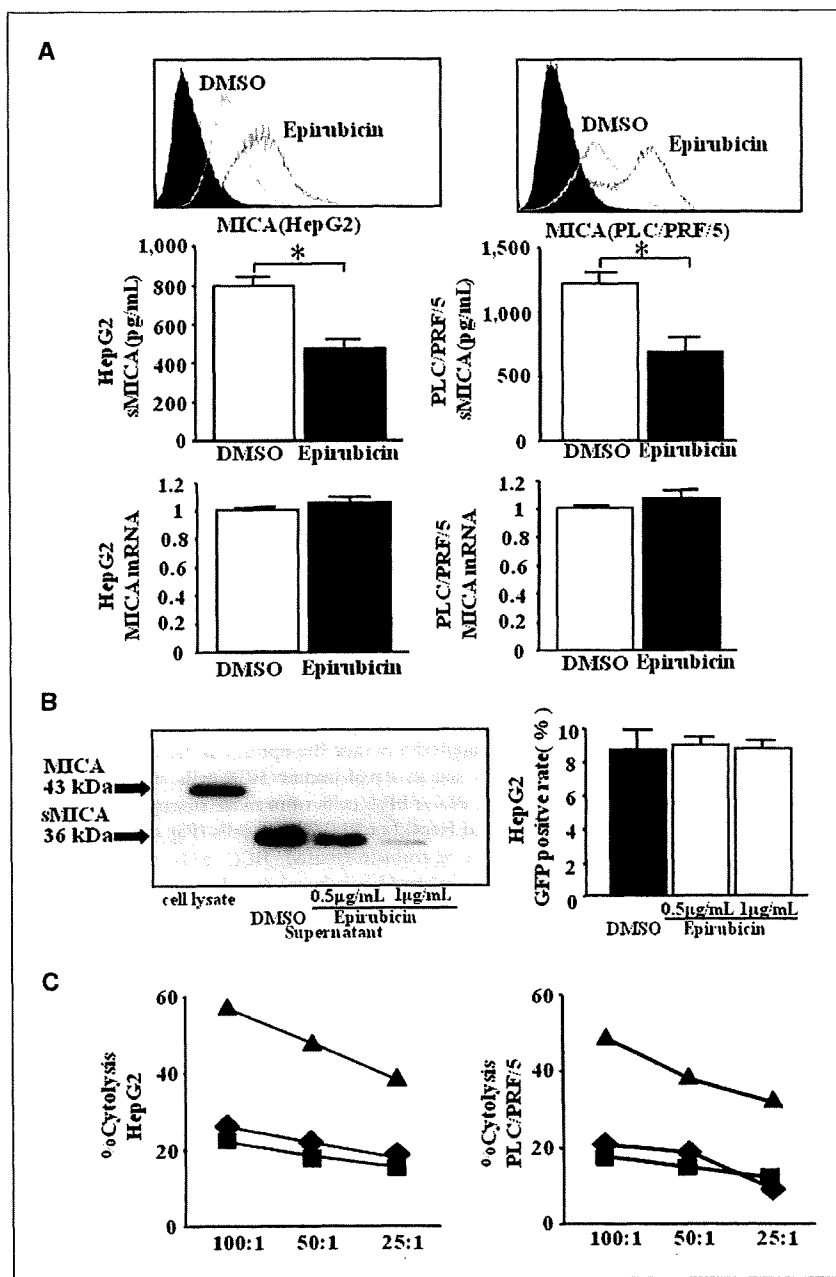 A
DMSO
Epirubicin
MICA(HepG2)
DMSO
Epirubicin
MICA(PLC/PRF/5)
HepG2
sMICA(pg/mL)
1,000
800
600
400
200
0
*
DMSO Epirubicin
PLC/PRF/5
sMICA(pg/mL)
1,500
1,000
500
0
*
DMSO Epirubicin
HepG2
MICA mRNA
1.2
1
0.8
0.6
0.4
0.2
0
DMSO Epirubicin
PLC/PRF/5
MICA mRNA
1.2
1
0.8
0.6
0.4
0.2
0
DMSO Epirubicin
B
MICA
43 kDa
sMICA
36 kDa
cell lysate
DMSO
0.5µg/mL 1µg/mL
Epirubicin
Supernatant
HepG2
GFP positve rate( % )
10
8
6
4
2
0
DMSO
0.5µg/mL 1µg/mL
Epirubicin
C
%Cytolysis
HepG2
60
40
20
0
100:1 50:1 25:1
%Cytolysis
PLC/PRF/5
60
40
20
0
100:1 50:1 25:1